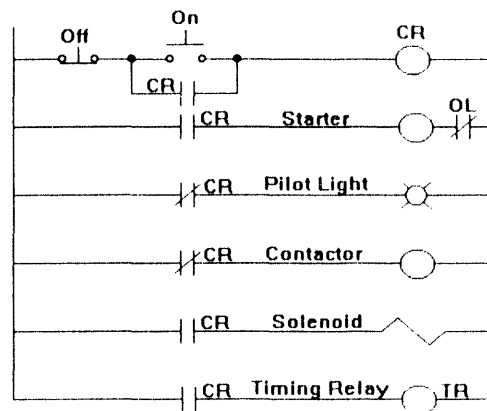 On
Off
CR
CR
CR Starter OL
CR Pilot Light
CR Contactor
CR Solenoid
CR Timing Relay TR